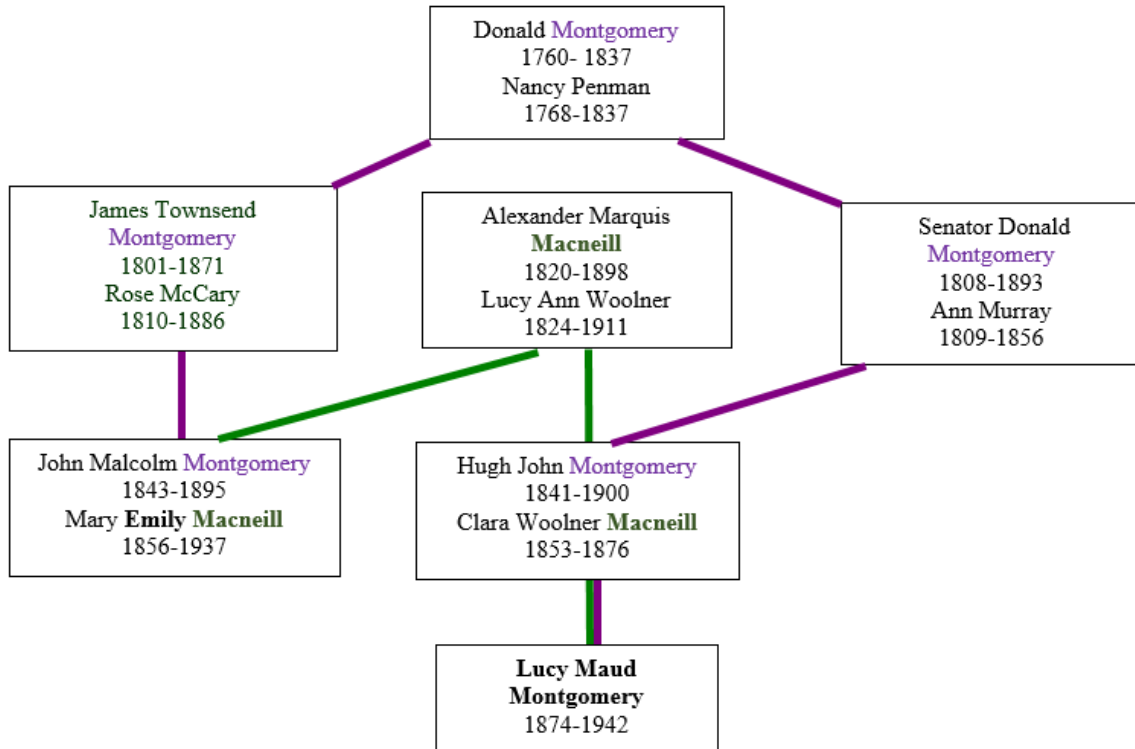 Donald Montgomery
1760- 1837
Nancy Penman
1768-1837
James Townsend
Montgomery
1801-1871
Rose McCary
1810-1886
Alexander Marquis
Macneill
1820-1898
Lucy Ann Woolner
1824-1911
Senator Donald
Montgomery
1808-1893
Ann Murray
1809-1856
John Malcolm Montgomery
1843-1895
Mary Emily Macneill
1856-1937
Hugh John Montgomery
1841-1900
Clara Woolner Macneill
1853-1876
Lucy Maud
Montgomery
1874-1942